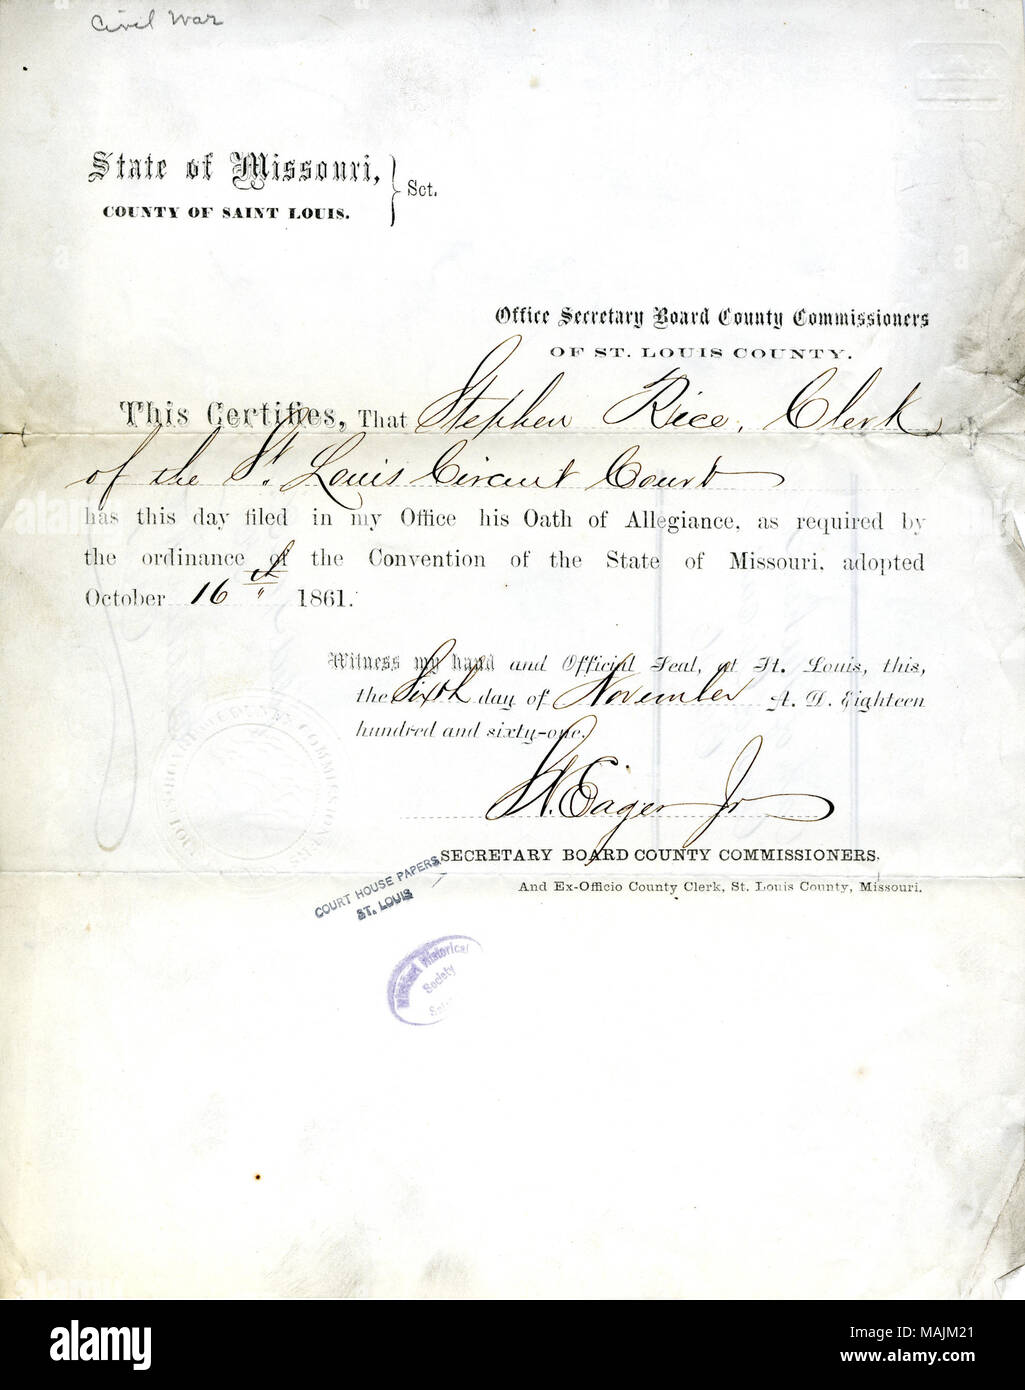 Civil War
State of Missouri,
COUNTY OF SAINT LOUIS.
} Sct.
Office Secretary Board County Commissioners
OF ST. LOUIS COUNTY.
This Certifies, That Stephen Rice, Clerk
of the St. Louis Circuit Court
has this day filed in my Office his Oath of Allegiance, as required by
the ordinance of the Convention of the State of Missouri, adopted
October 16th 1861.
Witness my hand and Official Seal, at St. Louis, this,
the Sixth day of November A. D. Eighteen
hundred and sixty-one.
Eager Jr
SECRETARY BOARD COUNTY COMMISSIONERS,
And Ex-Officio County Clerk, St. Louis County, Missouri.
COURT HOUSE PAPERS
ST. LOUIS
Missouri Historical
Society
alamy
Image ID: MAJM21
www.alamy.com